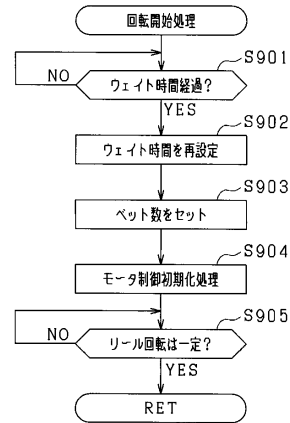 回転開始処理
S901
ウェイト時間経過?
NO
YES
S902
ウェイト時間を再設定
S903
ベット数をセット
S904
モータ制御初期化処理
S905
リール回転は一定?
NO
YES
RET